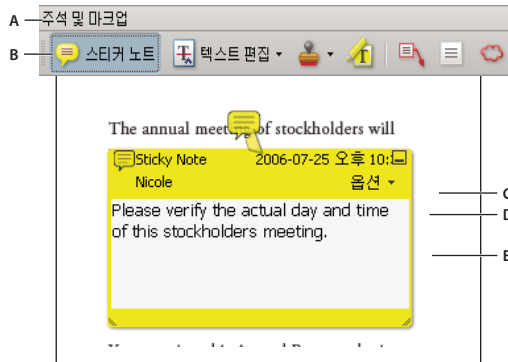 A 주석 및 마크업
B 스티커 노트 텍스트 편집
The annual meeting of stockholders will
Sticky Note 2006-07-25 오후 10:
Nicole 옵션
C
Please verify the actual day and time
D
of this stockholders meeting.
E